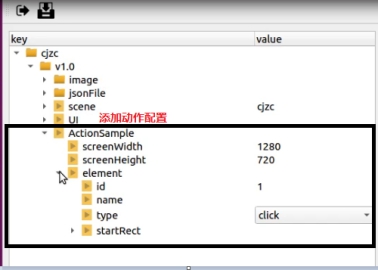 key value
cjzc
v1.0
image
jsonFile
scene cjzc
UI 添加动作配置
ActionSample
screenWidth 1280
screenHeight 720
element
id 1
name
type click
startRect